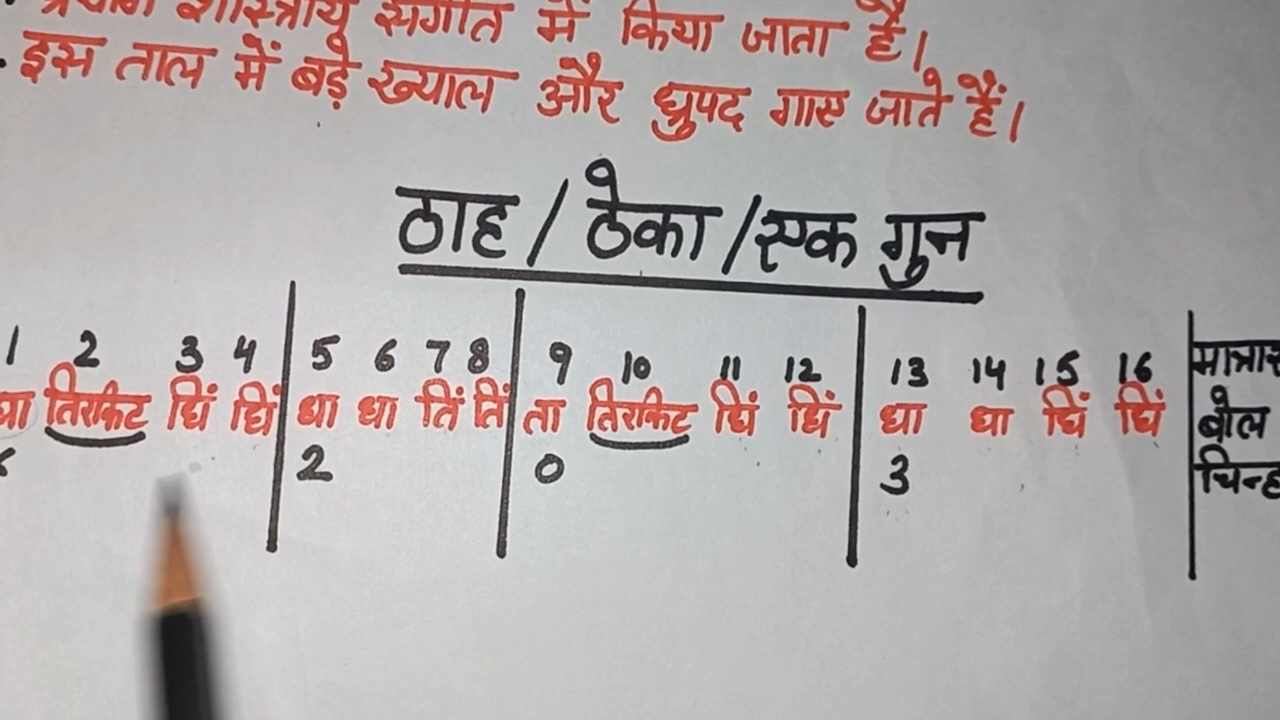 शास्त्रीय संगीत में किया जाता है।
. इस ताल में बड़े ख्याल और ध्रुपद गाए जाते हैं।
ठाह / ठेका / एक गुन
1 2 3 4 5 6 7 8 9 10 11 12 13 14 15 16 मात्राएं
धा तिरकिट धिं धिं धा धा तिं तिं ता तिरकिट धिं धिं धा धा धिं धिं बोल
x 2 0 3 चिन्ह